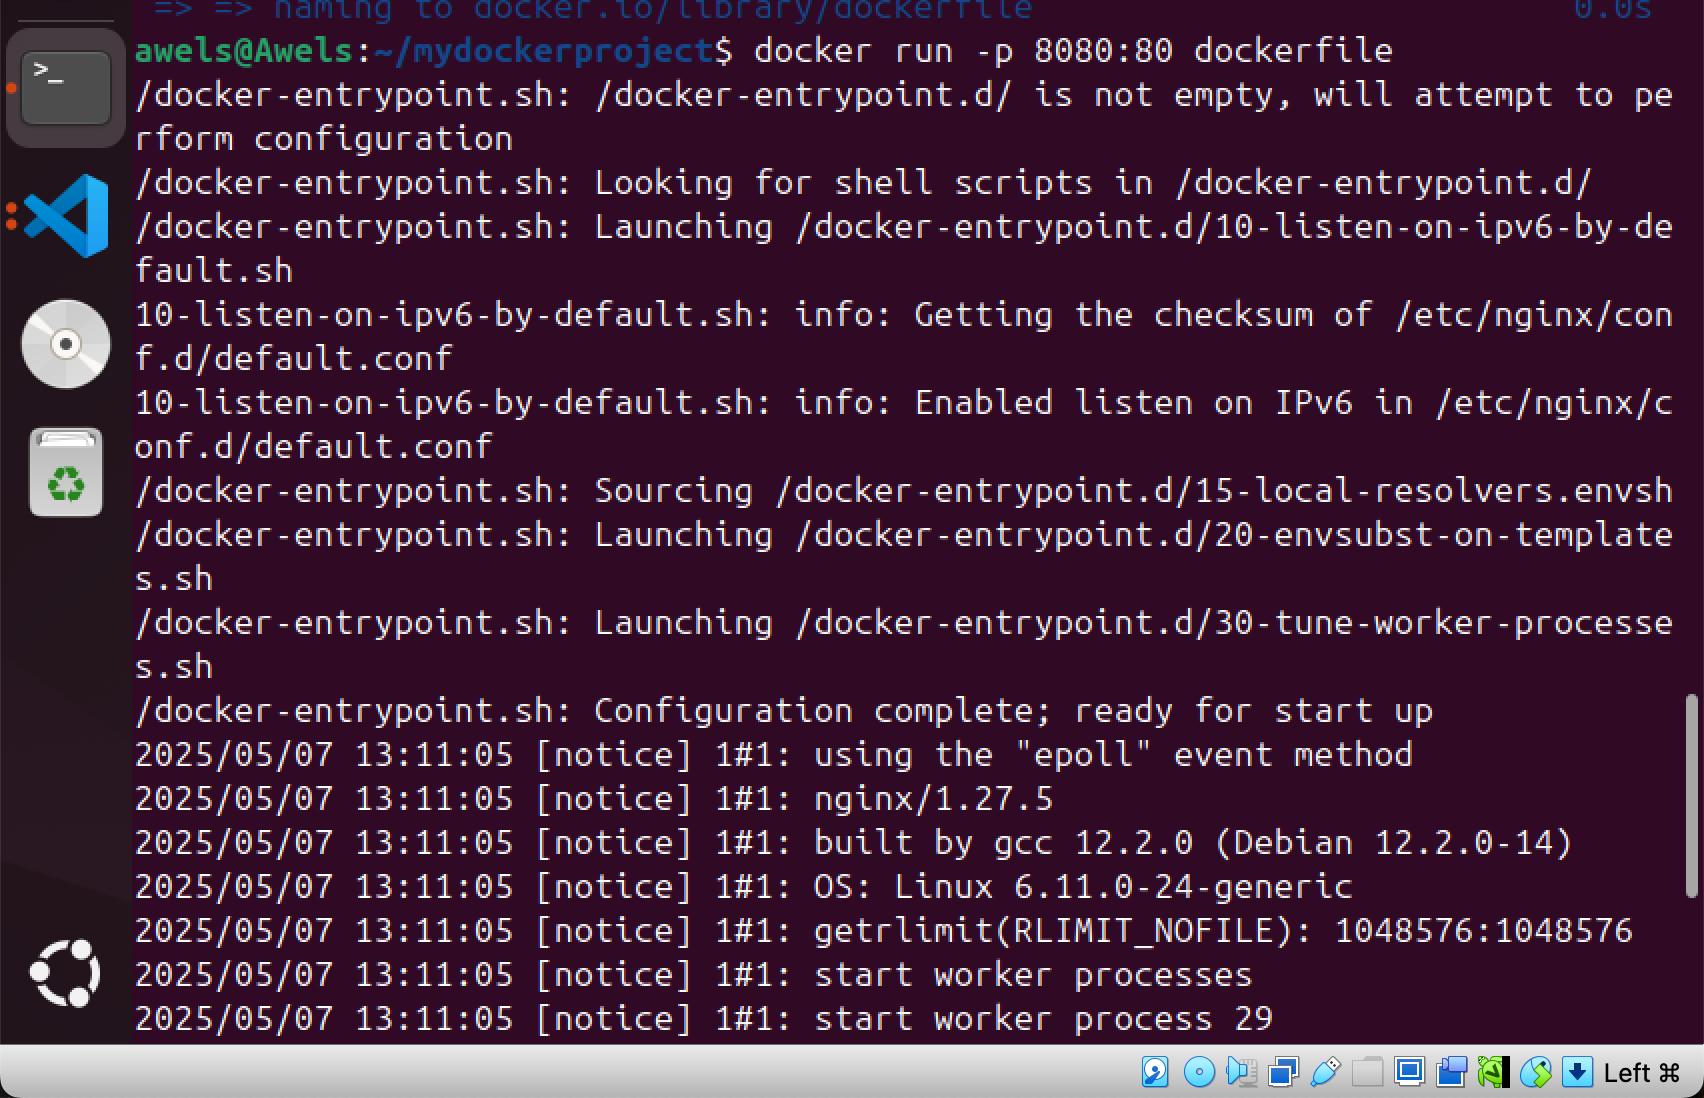 => => naming to docker.io/library/dockerfile 0.0s
awels@Awels:~/mydockerproject$ docker run -p 8080:80 dockerfile
/docker-entrypoint.sh: /docker-entrypoint.d/ is not empty, will attempt to pe
rform configuration
/docker-entrypoint.sh: Looking for shell scripts in /docker-entrypoint.d/
/docker-entrypoint.sh: Launching /docker-entrypoint.d/10-listen-on-ipv6-by-de
fault.sh
10-listen-on-ipv6-by-default.sh: info: Getting the checksum of /etc/nginx/con
f.d/default.conf
10-listen-on-ipv6-by-default.sh: info: Enabled listen on IPv6 in /etc/nginx/c
onf.d/default.conf
/docker-entrypoint.sh: Sourcing /docker-entrypoint.d/15-local-resolvers.envsh
/docker-entrypoint.sh: Launching /docker-entrypoint.d/20-envsubst-on-template
s.sh
/docker-entrypoint.sh: Launching /docker-entrypoint.d/30-tune-worker-processe
s.sh
/docker-entrypoint.sh: Configuration complete; ready for start up
2025/05/07 13:11:05 [notice] 1#1: using the "epoll" event method
2025/05/07 13:11:05 [notice] 1#1: nginx/1.27.5
2025/05/07 13:11:05 [notice] 1#1: built by gcc 12.2.0 (Debian 12.2.0-14)
2025/05/07 13:11:05 [notice] 1#1: OS: Linux 6.11.0-24-generic
2025/05/07 13:11:05 [notice] 1#1: getrlimit(RLIMIT_NOFILE): 1048576:1048576
2025/05/07 13:11:05 [notice] 1#1: start worker processes
2025/05/07 13:11:05 [notice] 1#1: start worker process 29
Left ⌘